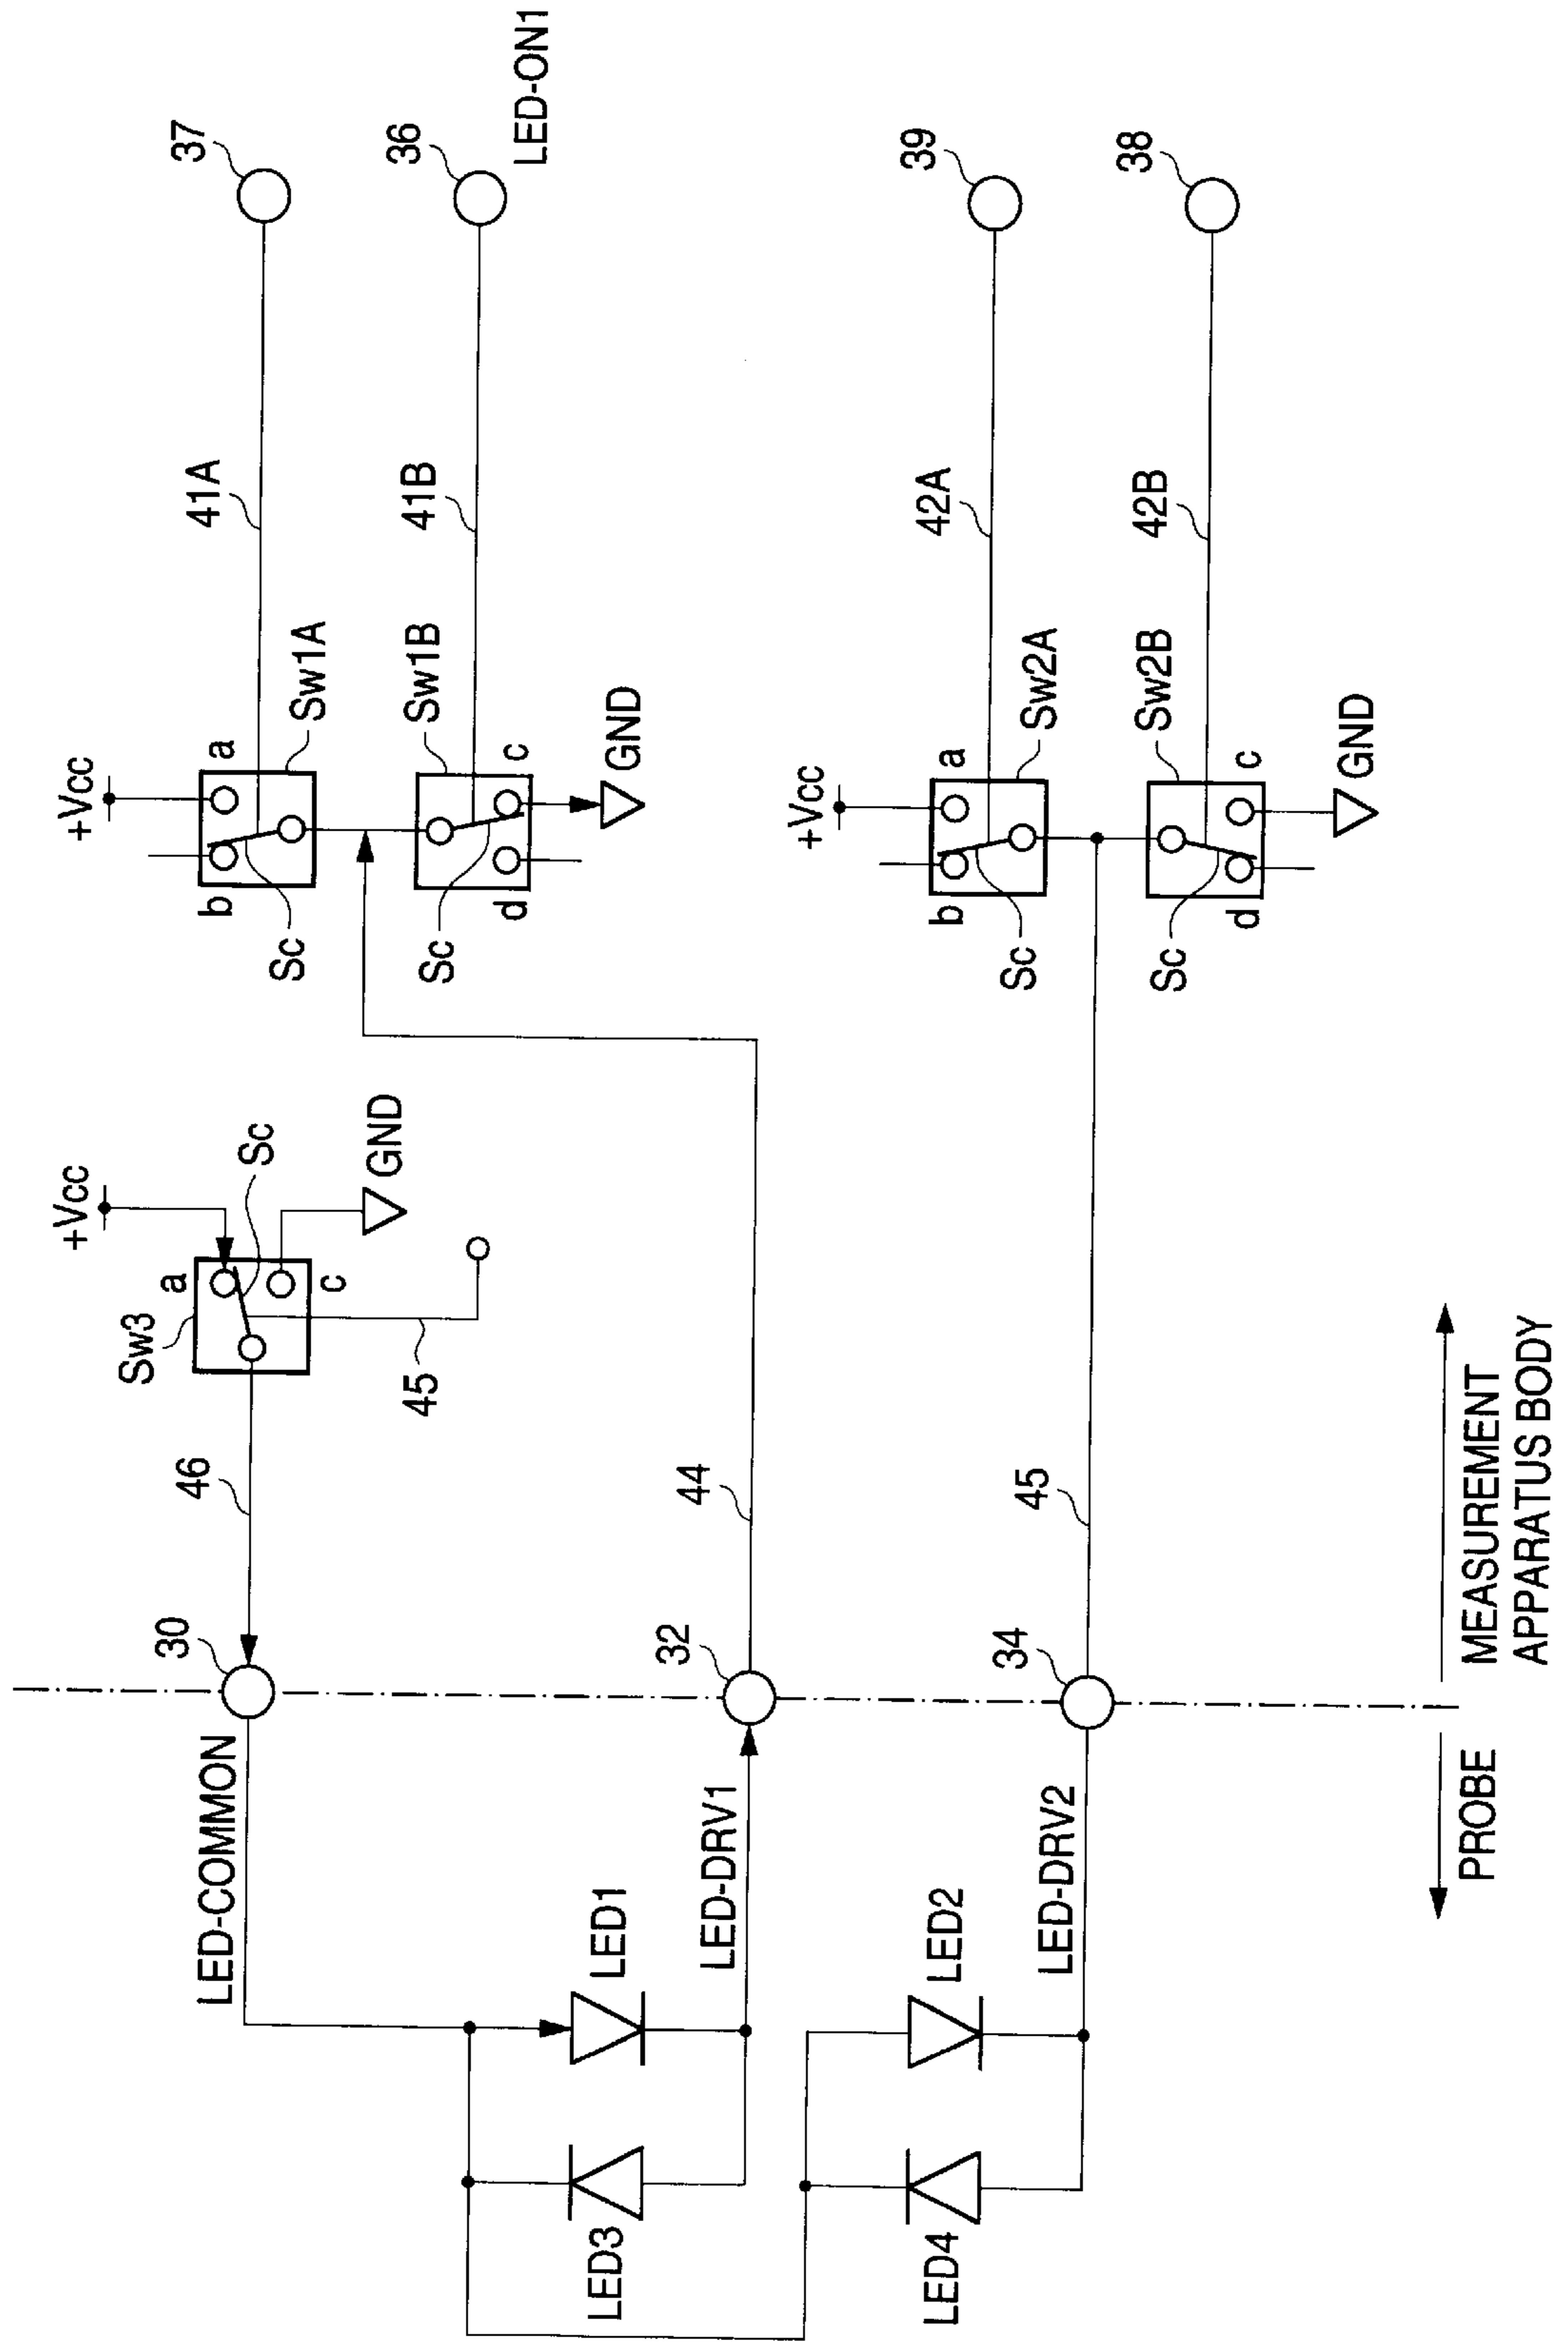 LED-COMMON
30
46
Sw3
a
c
+Vcc
Sc
GND
45
+Vcc
a
b
Sc
Sw1A
41A
37
Sw1B
c
d
Sc
GND
41B
36
LED-ON1
LED3
LED1
LED-DRV1
32
44
LED4
LED2
LED-DRV2
34
45
+Vcc
a
b
Sc
Sw2A
42A
39
Sw2B
c
d
Sc
GND
42B
38
PROBE
MEASUREMENT
APPARATUS BODY